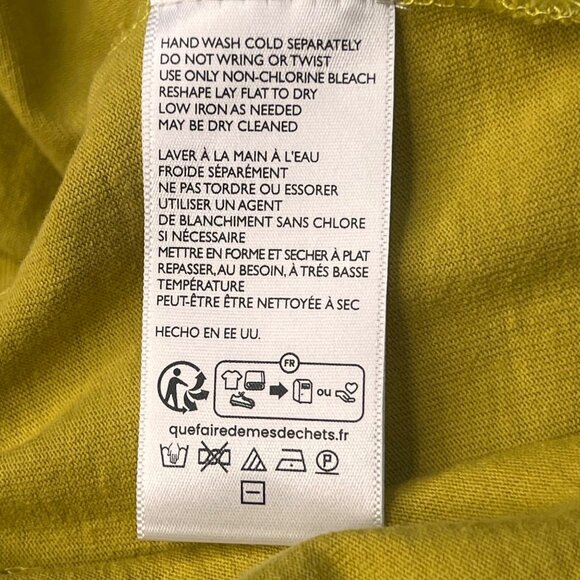 HAND WASH COLD SEPARATELY
DO NOT WRING OR TWIST
USE ONLY NON-CHLORINE BLEACH
RESHAPE LAY FLAT TO DRY
LOW IRON AS NEEDED
MAY BE DRY CLEANED
LAVER À LA MAIN À L'EAU
FROIDE SÉPARÉMENT
NE PAS TORDRE OU ESSORER
UTILISER UN AGENT
DE BLANCHIMENT SANS CHLORE
SI NÉCESSAIRE
METTRE EN FORME ET SECHER À PLAT
REPASSER, AU BESOIN, À TRÉS BASSE
TEMPÉRATURE
PEUT-ÊTRE ÊTRE NETTOYÉE À SEC
HECHO EN EE UU.
FR
ou
quefairedemesdechets.fr
P